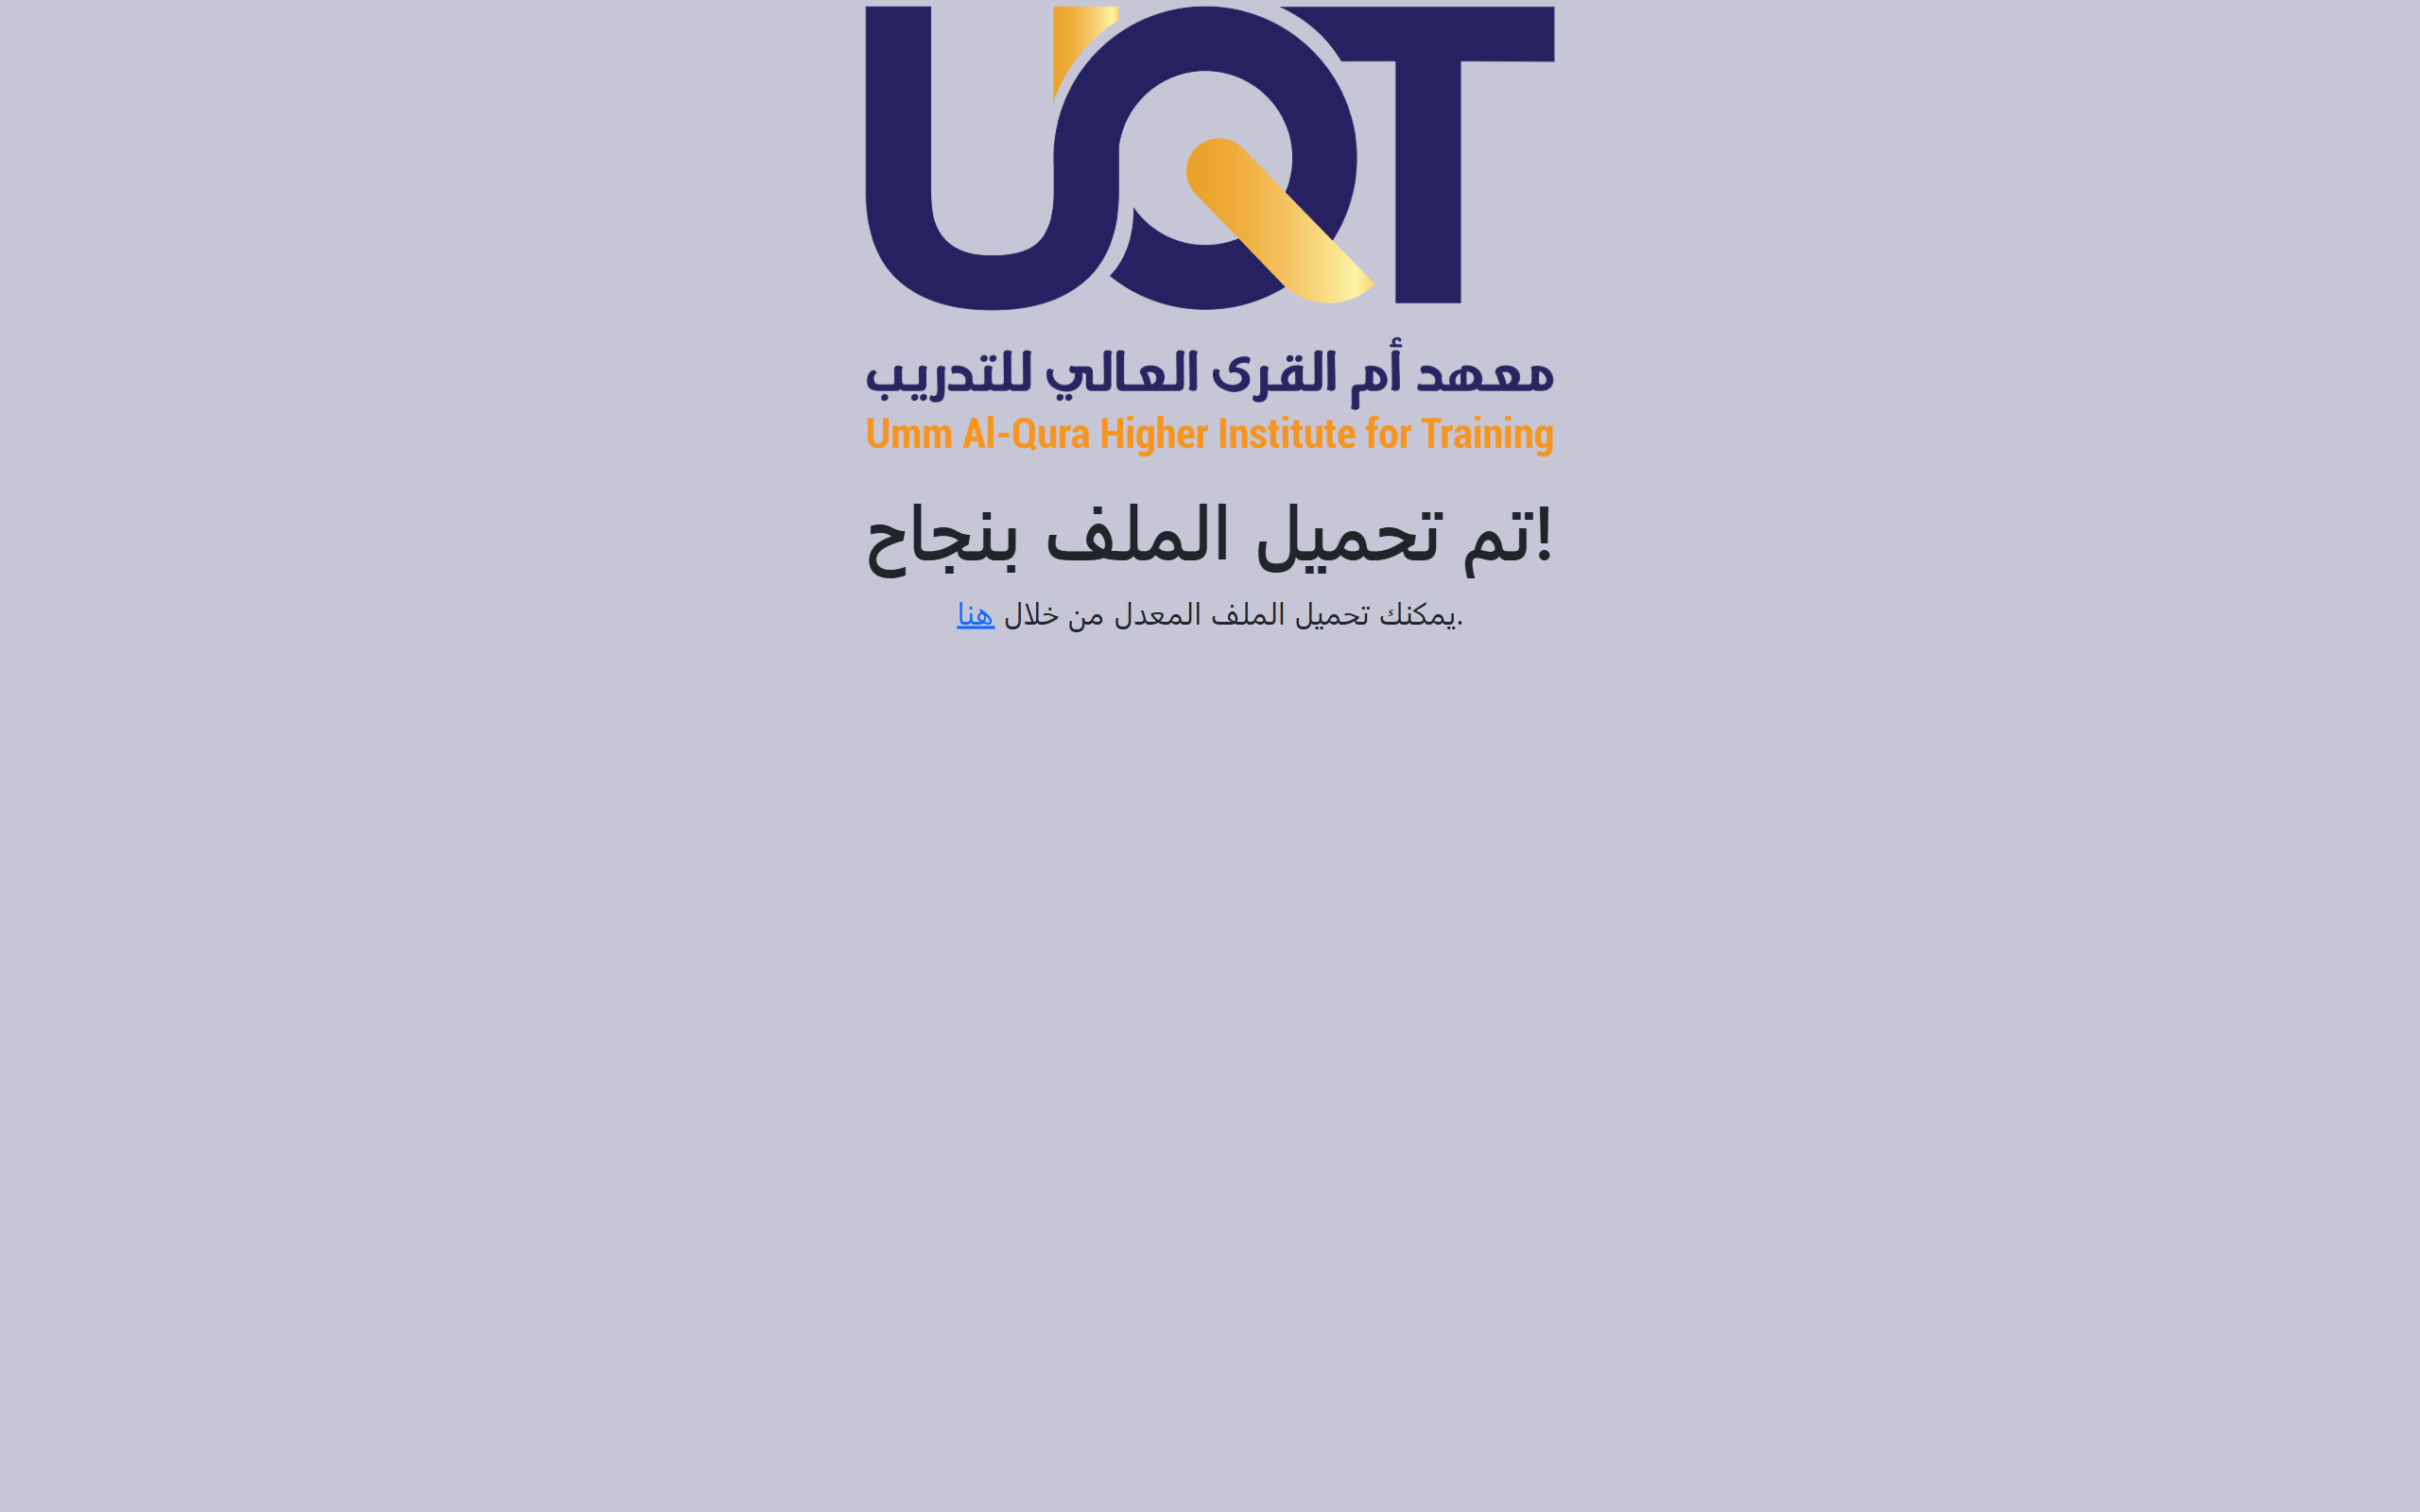 UQT
معهد أم القرى العالي للتدريب
Umm Al-Qura Higher Institute for Training
تم تحميل الملف بنجاح!
يمكنك تحميل الملف المعدل من خلال هنا.